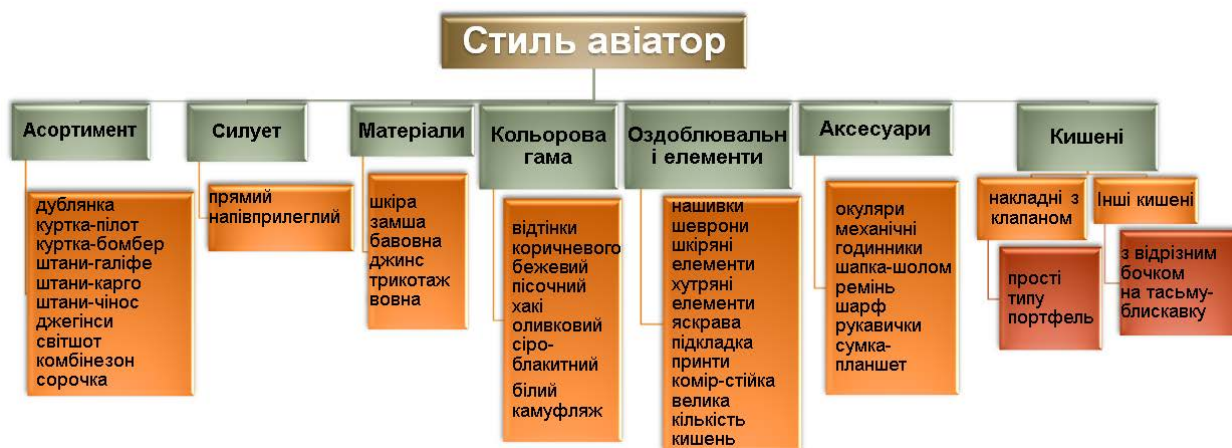 Стиль авіатор
Асортимент
дублянка
куртка-пілот
куртка-бомбер
штани-галіфе
штани-карго
штани-чінос
джегінси
світшот
комбінезон
сорочка
Силует
прямий
напівприлеглий
Матеріали
шкіра
замша
бавовна
джинс
трикотаж
вовна
Кольорова
гама
відтінки
коричневого
бежевий
пісочний
хакі
оливковий
сіро-
блакитний
білий
камуфляж
Оздоблювальн
і елементи
нашивки
шеврони
шкіряні
елементи
хутряні
елементи
яскрава
підкладка
принти
комір-стійка
велика
кількість
кишень
Аксесуари
окуляри
механічні
годинники
шапка-шолом
ремінь
шарф
рукавички
сумка-
планшет
Кишені
накладні з
клапаном
прості
типу
портфель
Інші кишені
з відрізним
бочком
на тасьму-
блискавку